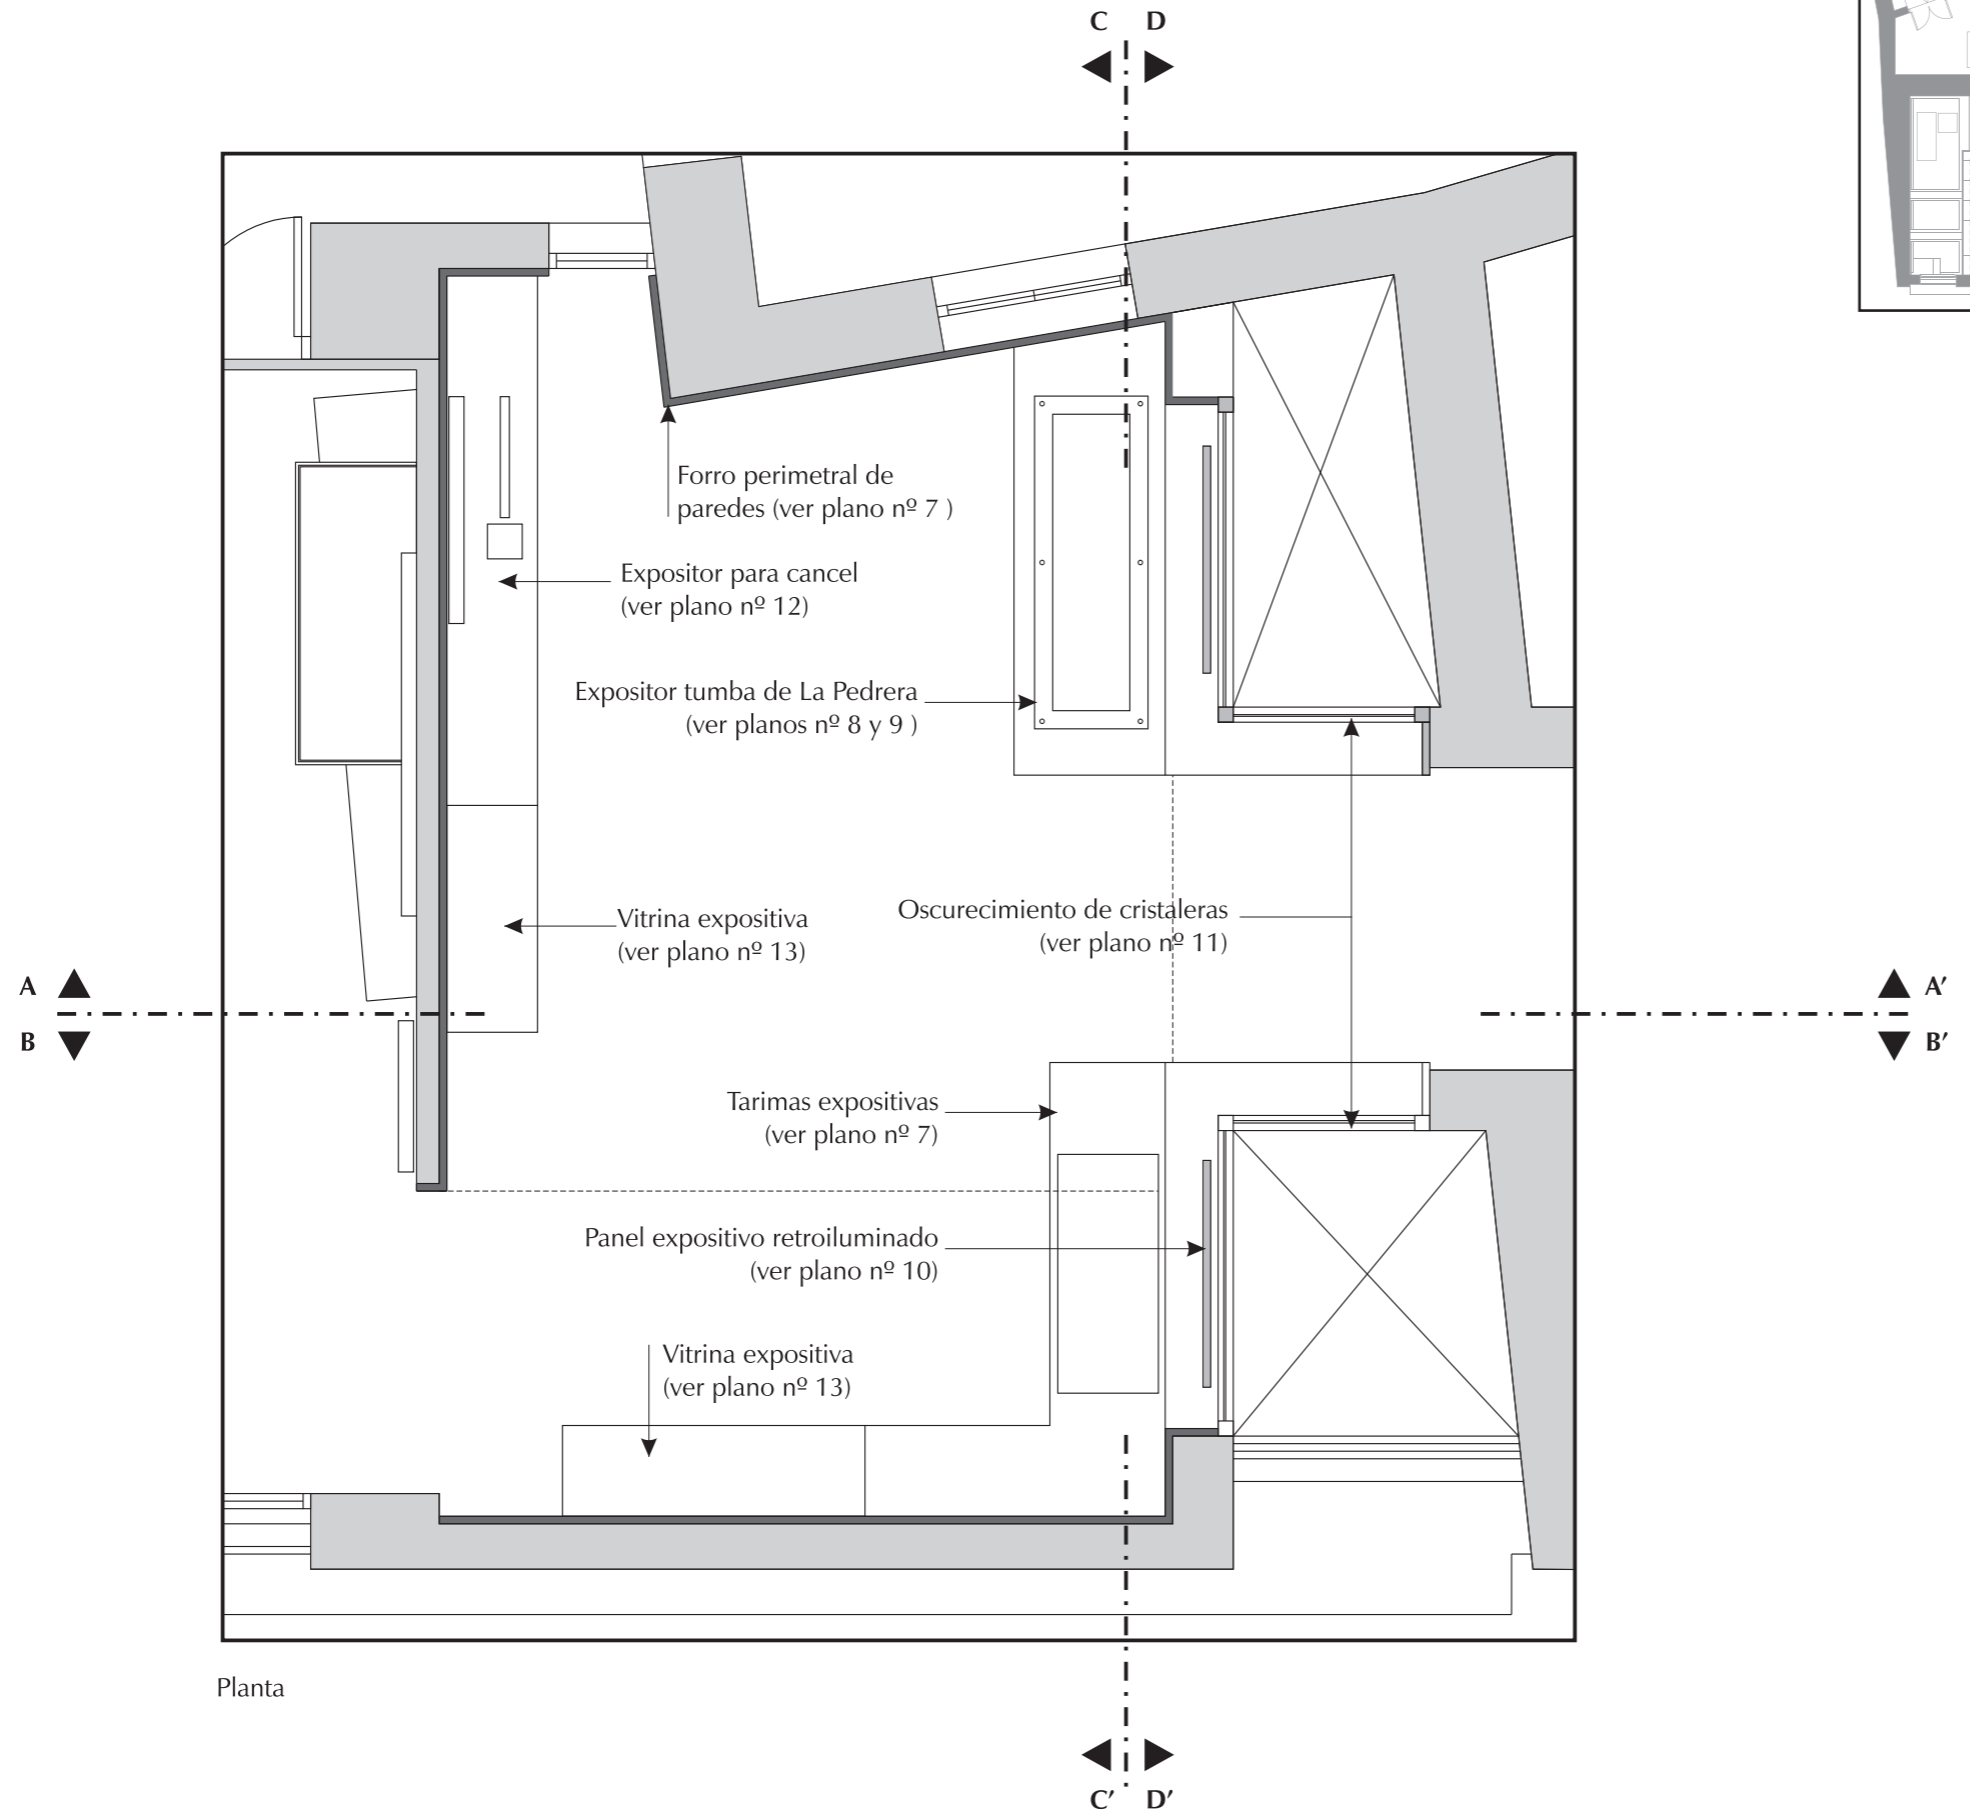 C D
Forro perimetral de
paredes (ver plano nº 7 )
Expositor para cancel
(ver plano nº 12)
Expositor tumba de La Pedrera
(ver planos nº 8 y 9 )
Vitrina expositiva
(ver plano nº 13)
Oscurecimiento de cristaleras
(ver plano nº 11)
A A′
B B′
Tarimas expositivas
(ver plano nº 7)
Panel expositivo retroiluminado
(ver plano nº 10)
Vitrina expositiva
(ver plano nº 13)
Planta
C′ D′